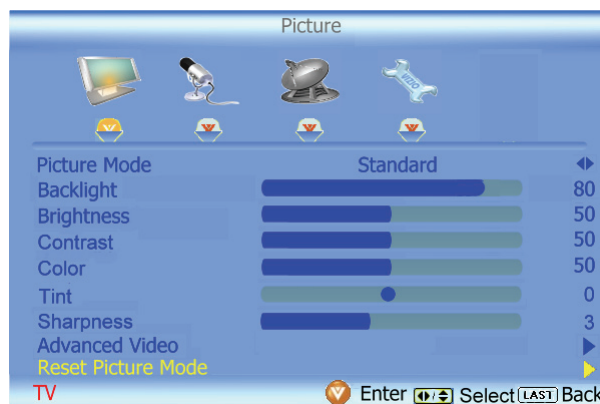 Picture
VIZIO
Picture Mode Standard
Backlight 80
Brightness 50
Contrast 50
Color 50
Tint 0
Sharpness 3
Advanced Video
Reset Picture Mode
TV V Enter Select LAST Back